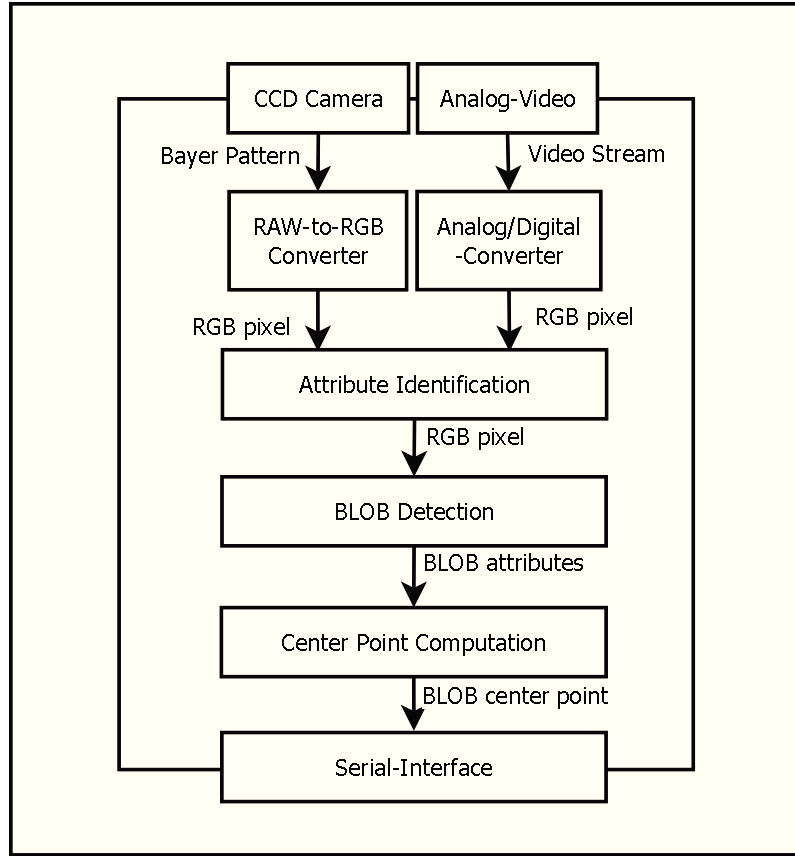 CCD Camera
Analog-Video
Bayer Pattern
Video Stream
RAW-to-RGB
Converter
Analog/Digital
-Converter
RGB pixel
RGB pixel
Attribute Identification
RGB pixel
BLOB Detection
BLOB attributes
Center Point Computation
BLOB center point
Serial-Interface